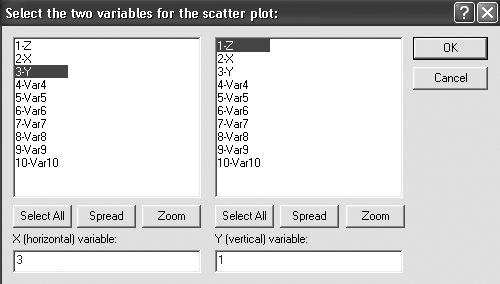 Select the two variables for the scatter plot:
1-Z
2-X
3-Y
4-Var4
5-Var5
6-Var6
7-Var7
8-Var8
9-Var9
10-Var10
Select All Spread Zoom
X (horizontal) variable:
3
1-Z
2-X
3-Y
4-Var4
5-Var5
6-Var6
7-Var7
8-Var8
9-Var9
10-Var10
Select All Spread Zoom
Y (vertical) variable:
1
OK
Cancel